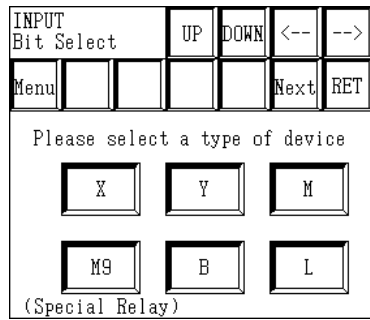 INPUT
Bit Select
UP DOWN <-- -->
Menu Next RET
Please select a type of device
X Y M
M9 B L
(Special Relay)